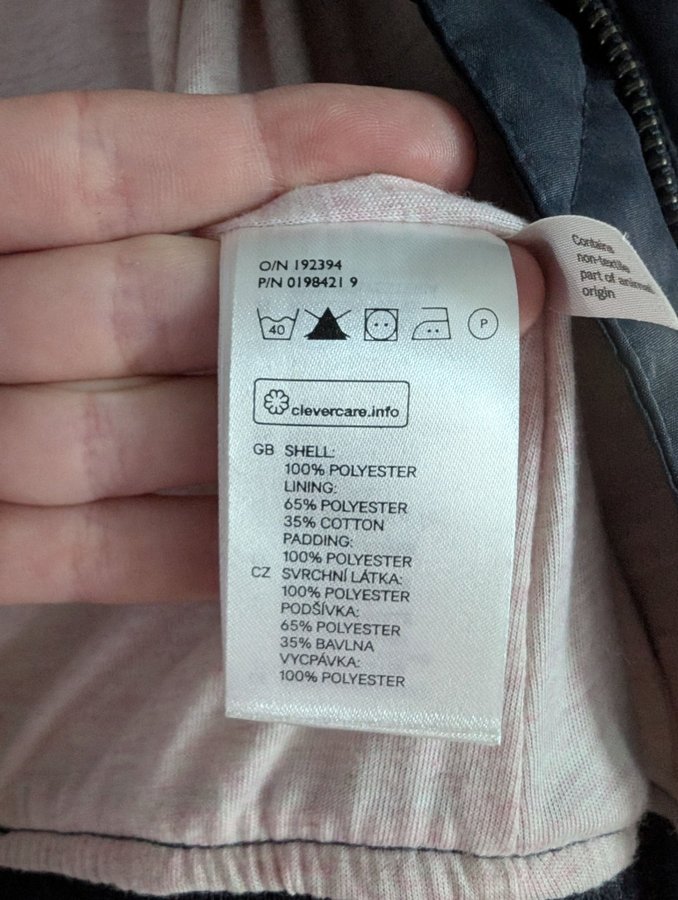 O/N 192394
P/N 0198421 9
40
P
clevercare.info
GB SHELL:
100% POLYESTER
LINING:
65% POLYESTER
35% COTTON
PADDING:
100% POLYESTER
CZ SVRCHNÍ LÁTKA:
100% POLYESTER
PODŠÍVKA:
65% POLYESTER
35% BAVLNA
VYCPÁVKA:
100% POLYESTER
Contains
non-textile
part of animal
origin